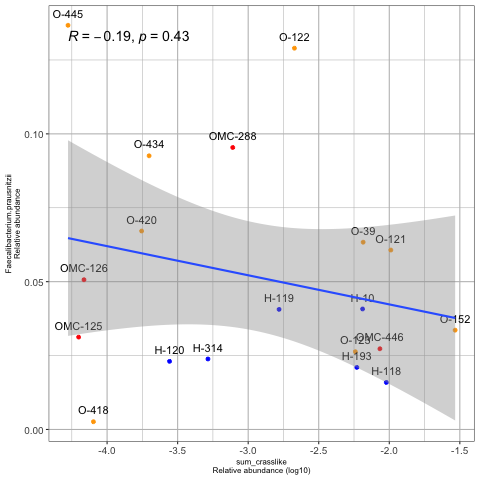 O-445
R = −0.19, p = 0.43
O-122
OMC-288
O-434
O-420
O-39
O-121
OMC-126
H-119
H-10
O-152
OMC-125
O-123
OMC-446
H-120
H-314
H-193
H-118
O-418
0.10
0.05
0.00
Faecalibacterium.prausnitzii
Relative abundance
-4.0
-3.5
-3.0
-2.5
-2.0
-1.5
sum_crasslike
Relative abundance (log10)